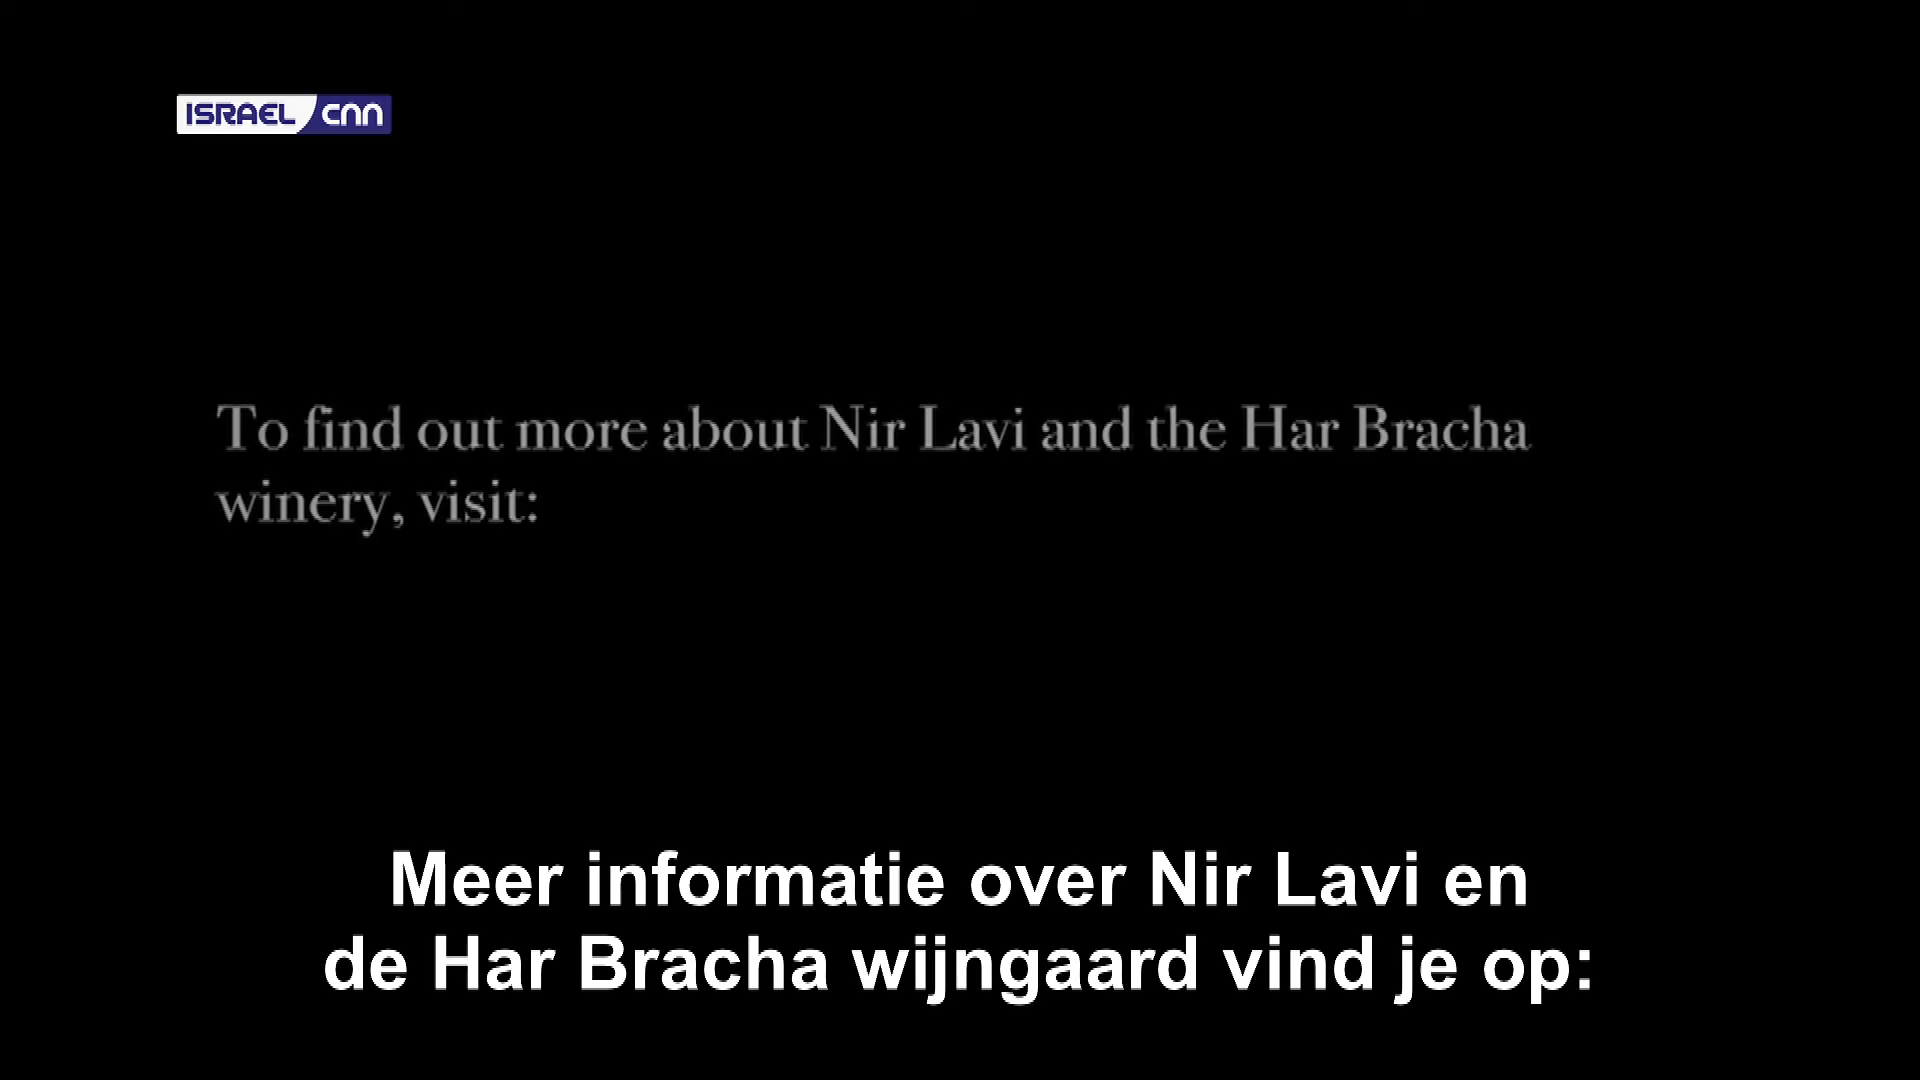 ISRAEL CNN
To find out more about Nir Lavi and the Har Bracha
winery, visit:
Meer informatie over Nir Lavi en
de Har Bracha wijngaard vind je op: